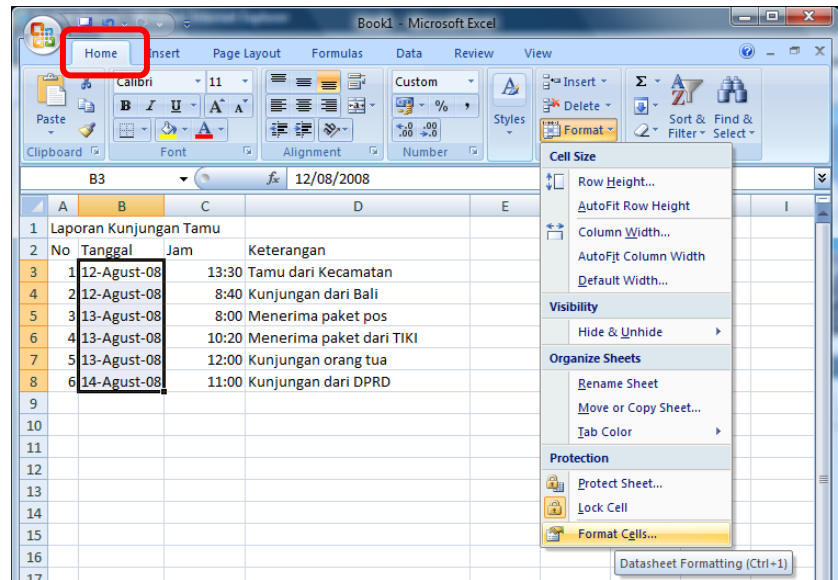 Book1 - Microsoft Excel
Home Insert Page Layout Formulas Data Review View
Paste
Clipboard
Calibri 11
B I U A A
A
Font
Alignment
Custom
% ,
.00 .00
Number
A
Styles
Insert
Delete
Format
Σ
Sort & Filter
Find & Select
B3 fx 12/08/2008
A B C D E I
1 Laporan Kunjungan Tamu
2 No Tanggal Jam Keterangan
3 1 12-Agust-08 13:30 Tamu dari Kecamatan
4 2 12-Agust-08 8:40 Kunjungan dari Bali
5 3 13-Agust-08 8:00 Menerima paket pos
6 4 13-Agust-08 10:20 Menerima paket dari TIKI
7 5 13-Agust-08 12:00 Kunjungan orang tua
8 6 14-Agust-08 11:00 Kunjungan dari DPRD
9
10
11
12
13
14
15
16
17
Cell Size
Row Height...
AutoFit Row Height
Column Width...
AutoFit Column Width
Default Width...
Visibility
Hide & Unhide
Organize Sheets
Rename Sheet
Move or Copy Sheet...
Tab Color
Protection
Protect Sheet...
Lock Cell
Format Cells...
Datasheet Formatting (Ctrl+1)